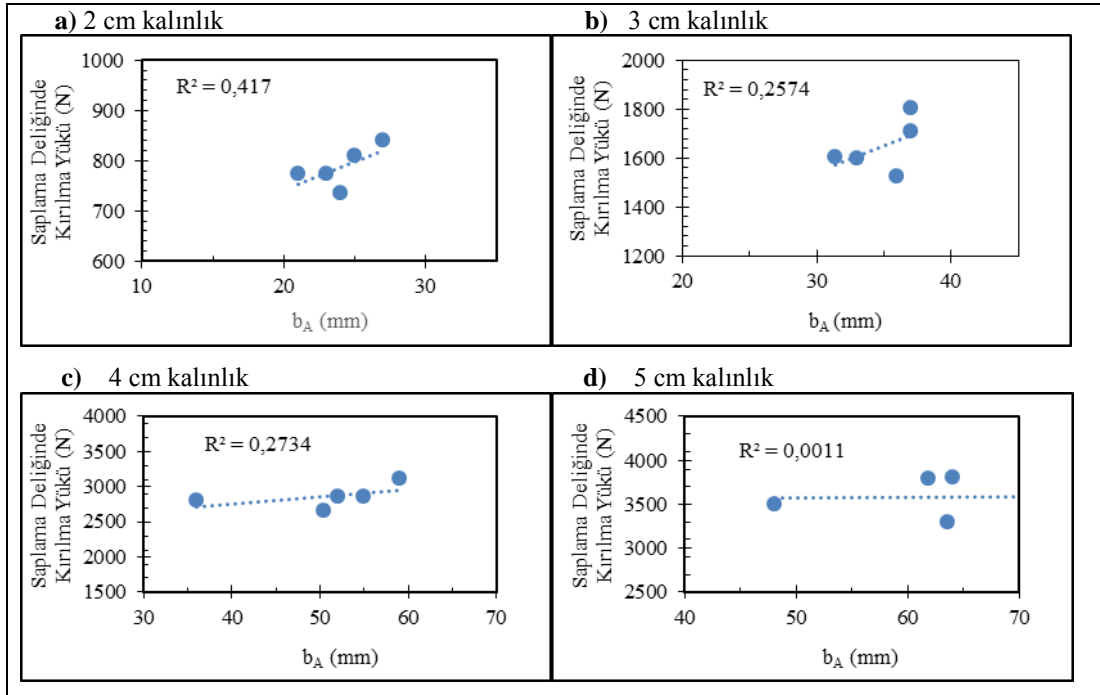 a) 2 cm kalınlık
Saplama Deliğinde
Kırılma Yükü (N)
1000
900
800
700
600
R² = 0,417
10
20
30
b_A (mm)
b) 3 cm kalınlık
Saplama Deliğinde
Kırılma Yükü (N)
2000
1800
1600
1400
1200
R² = 0,2574
20
30
40
b_A (mm)
c) 4 cm kalınlık
Saplama Deliğinde
Kırılma Yükü (N)
4000
3500
3000
2500
2000
1500
R² = 0,2734
30
40
50
60
70
b_A (mm)
d) 5 cm kalınlık
Saplama Deliğinde
Kırılma Yükü (N)
4500
4000
3500
3000
2500
R² = 0,0011
40
50
60
70
b_A (mm)